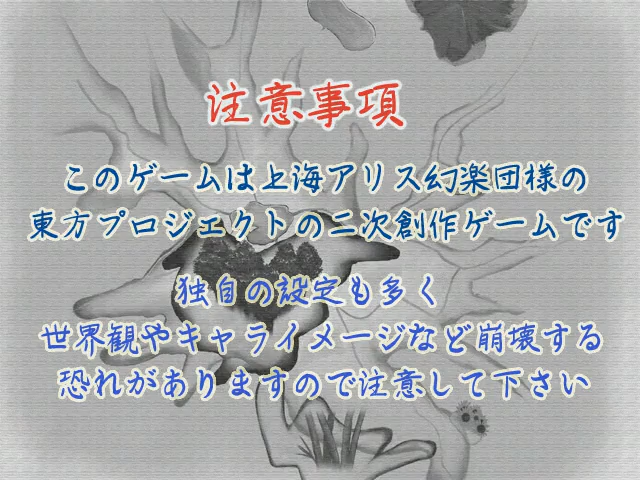 注意事項
このゲームは上海アリス幻楽団様の
東方プロジェクトの二次創作ゲームです
独自の設定も多く
世界観やキャライメージなど崩壊する
恐れがありますので注意して下さい